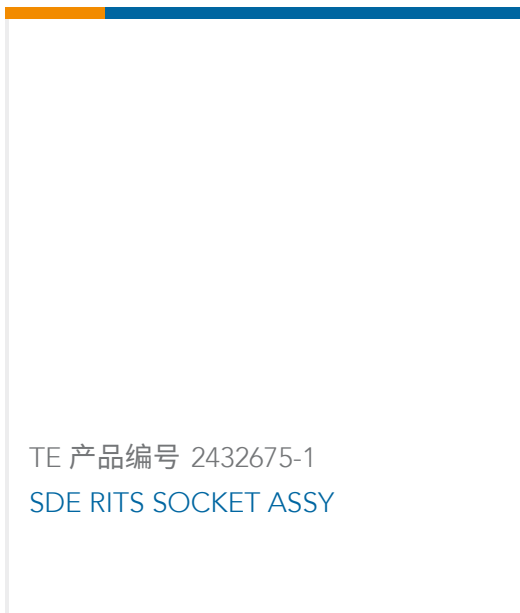 TE 产品编号 2432675-1
SDE RITS SOCKET ASSY